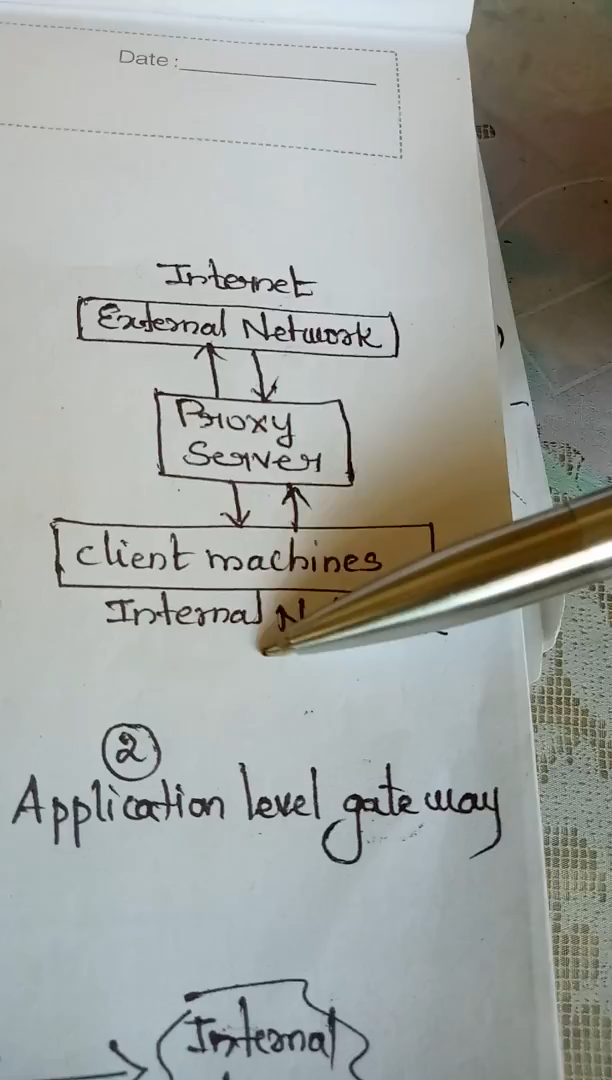 Date :
Internet
External Network
Proxy
Server
client machines
Internal
2
Application level gateway
Internal